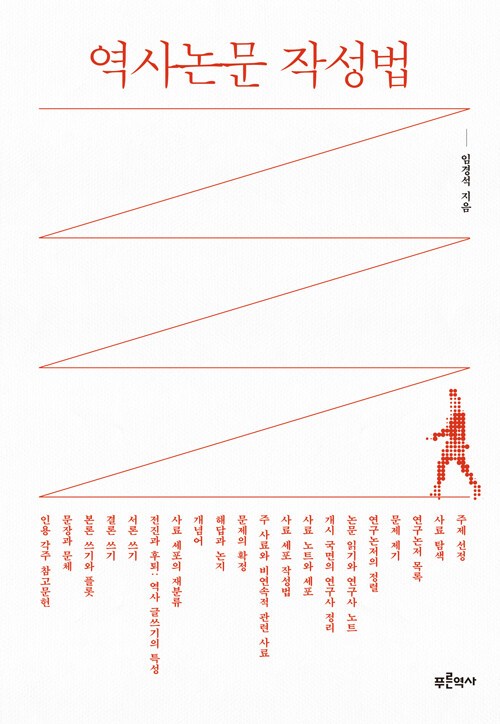 역사논문 작성법
임경석 지음
주제 선정
사료 탐색
연구논저 목록
문제 제기
연구논저의 정렬
논문 읽기와 연구사 노트
개시 국면의 연구사 정리
사료 노트와 세포
사료 세포 작성법
주 사료와 비연속적 관련 사료
문제의 확정
해답과 논지
개념어
사료 세포의 재분류
전진과 후퇴: 역사 글쓰기의 특성
서론 쓰기
결론 쓰기
본론 쓰기와 플롯
문장과 문체
인용 각주 참고문헌
푸른역사